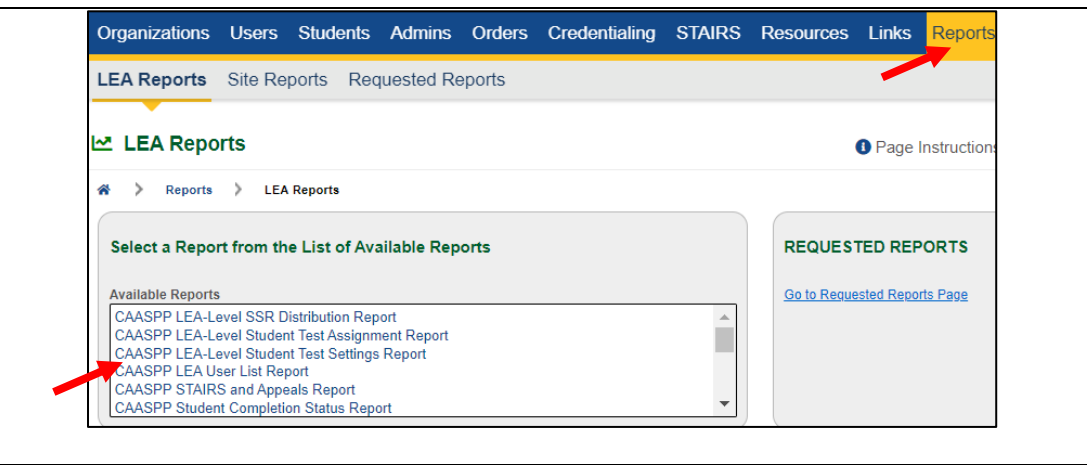 Organizations Users Students Admins Orders Credentialing STAIRS Resources Links Reports
LEA Reports Site Reports Requested Reports
LEA Reports
Page Instructions
Reports > LEA Reports
Select a Report from the List of Available Reports
REQUESTED REPORTS
Available Reports
Go to Requested Reports Page
CAASPP LEA-Level SSR Distribution Report
CAASPP LEA-Level Student Test Assignment Report
CAASPP LEA-Level Student Test Settings Report
CAASPP LEA User List Report
CAASPP STAIRS and Appeals Report
CAASPP Student Completion Status Report